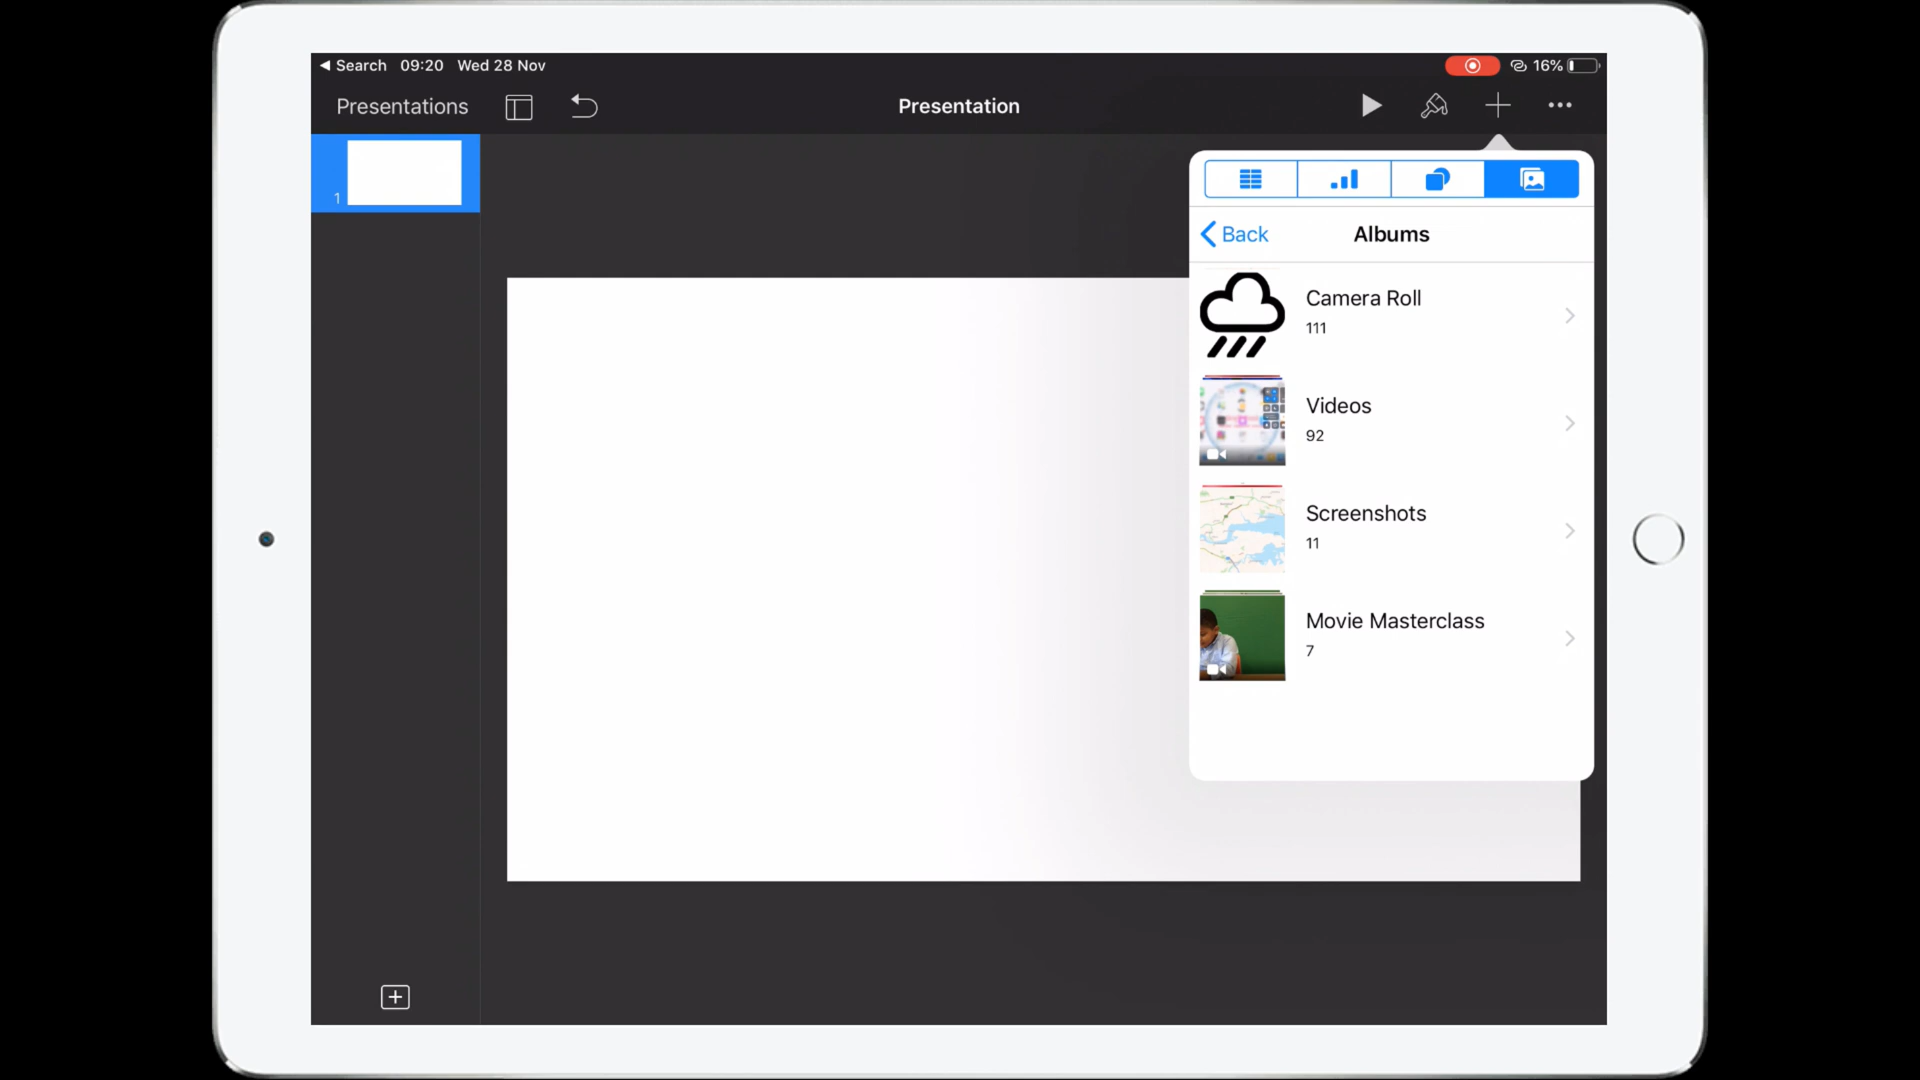 Search 09:20 Wed 28 Nov
16%
Presentations
Presentation
1
Back
Albums
Camera Roll
111
Videos
92
Screenshots
11
Movie Masterclass
7